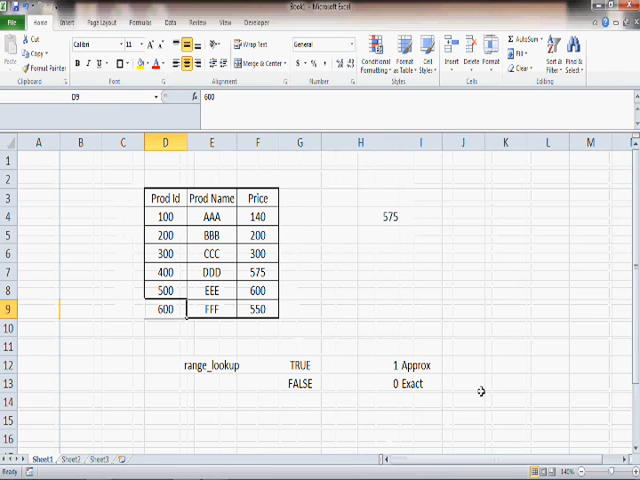 Book1 - Microsoft Excel
File Home Insert Page Layout Formulas Data Review View Developer
Cut Calibri 11 Wrap Text General AutoSum
Copy Fill
Paste Format Painter B I U Merge & Center $ % Conditional Formatting Format as Table Cell Styles Insert Delete Format Clear Sort & Filter Find & Select
Clipboard Font Alignment Number Styles Cells Editing
D9 fx 600
A B C D E F G H I J K L M
1
2
3 Prod Id Prod Name Price
4 100 AAA 140 575
5 200 BBB 200
6 300 CCC 300
7 400 DDD 575
8 500 EEE 600
9 600 FFF 550
10
11
12 range_lookup TRUE 1 Approx
13 FALSE 0 Exact
14
15
16
Sheet1 Sheet2 Sheet3
Ready 140%